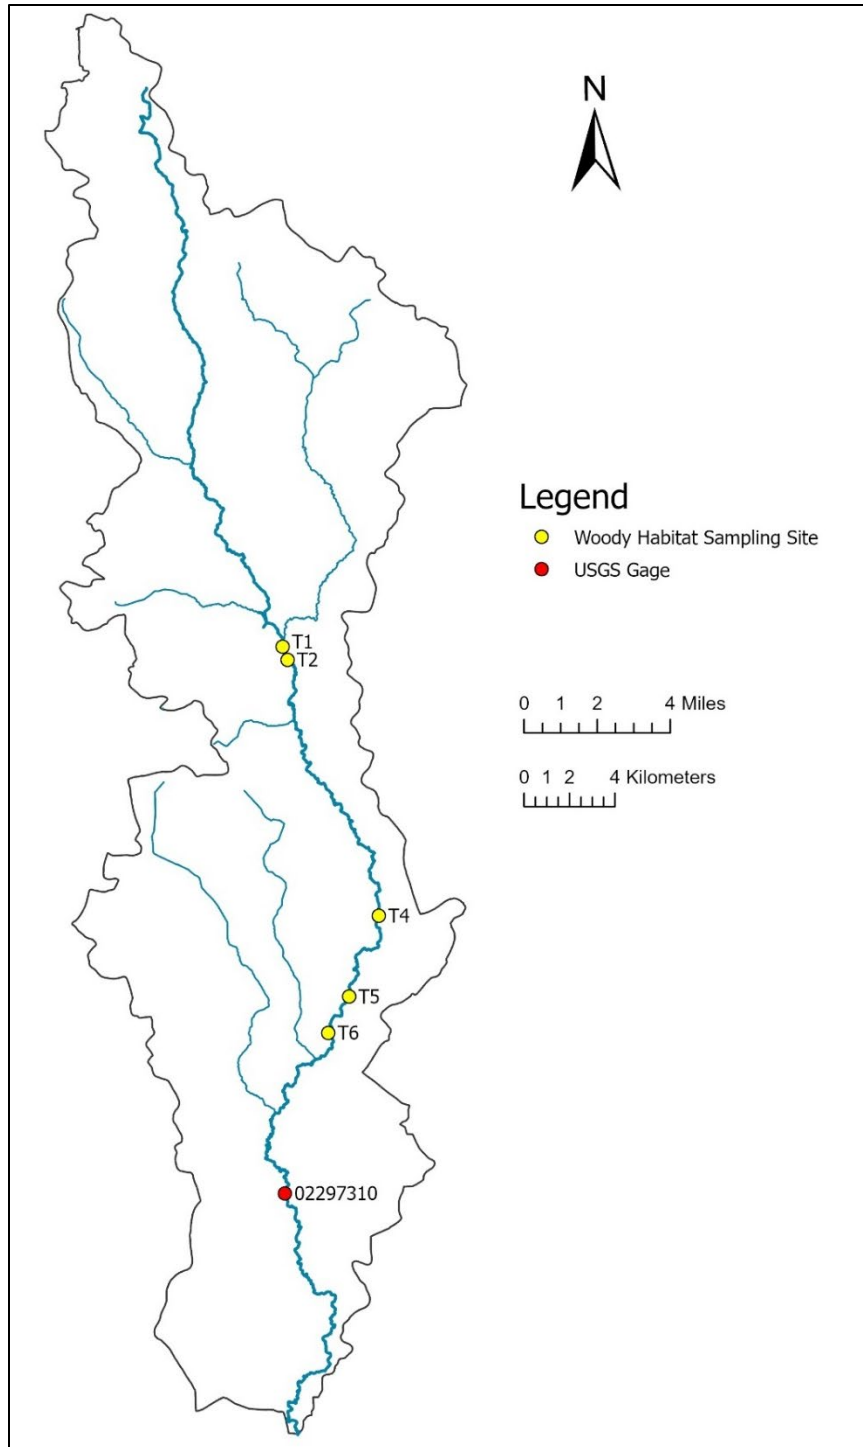 N
Legend
Woody Habitat Sampling Site
USGS Gage
T1
T2
0 1 2 4 Miles
0 1 2 4 Kilometers
T4
T5
T6
02297310